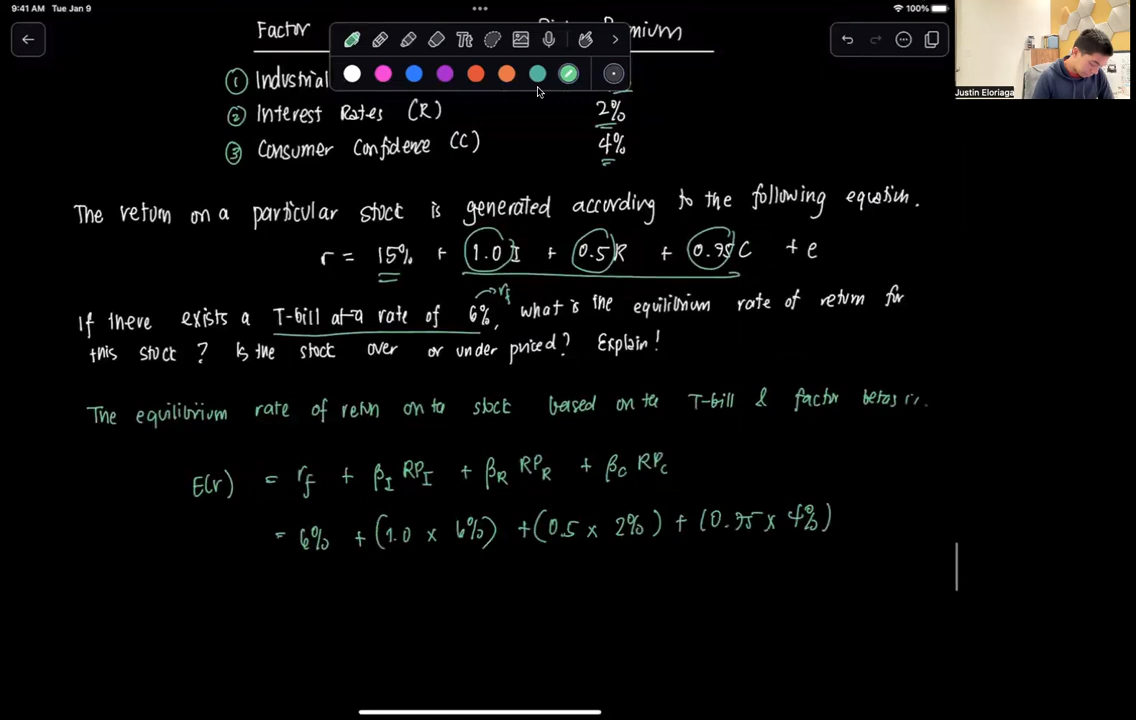 9:41 AM Tue Jan 9
100%
Factor
mium
① Industrial
② Interest Rates (R) 2%
③ Consumer Confidence (C) 4%
Justin Eloriaga
The return on a particular stock is generated according to the following equation.
r = 15% + 1.0 I + 0.5 R + 0.75 C + e
If there exists a T-bill at a rate of 6%, what is the equilibrium rate of return for
rf
this stock? Is the stock over or under priced? Explain!
The equilibrium rate of return on the stock based on the T-bill & factor betas is.
E(r) = rf + βI RPI + βR RPR + βC RPC
= 6% + (1.0 × 6%) + (0.5 × 2%) + (0.75 × 4%)